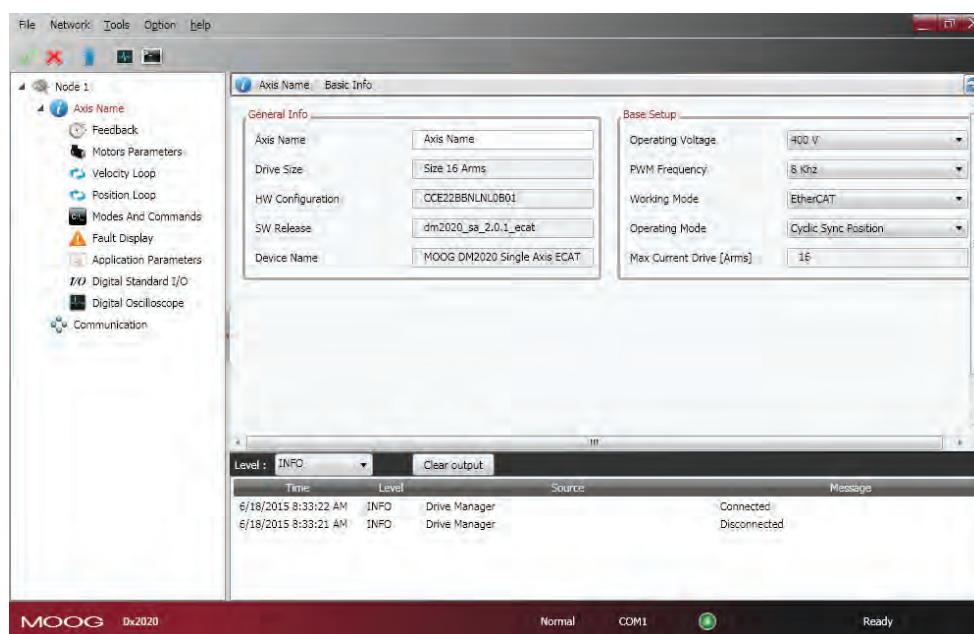 File Network Tools Option help
Node 1
Axis Name
Feedback
Motors Parameters
Velocity Loop
Position Loop
Modes And Commands
Fault Display
Application Parameters
I/O Digital Standard I/O
Digital Oscilloscope
Communication
Axis Name Basic Info
General Info
Axis Name Axis Name
Drive Size Size 16 Arms
HW Configuration CCE22BBNLNL0B01
SW Release dm2020_sa_2.0.1_ecat
Device Name MOOG DM2020 Single Axis ECAT
Base Setup
Operating Voltage 400 V
PWM Frequency 8 Khz
Working Mode EtherCAT
Operating Mode Cyclic Sync Position
Max Current Drive [Arms] 16
Level : INFO Clear output
Time Level Source Message
6/18/2015 8:33:22 AM INFO Drive Manager Connected
6/18/2015 8:33:21 AM INFO Drive Manager Disconnected
MOOG Dx2020 Normal COM1 Ready